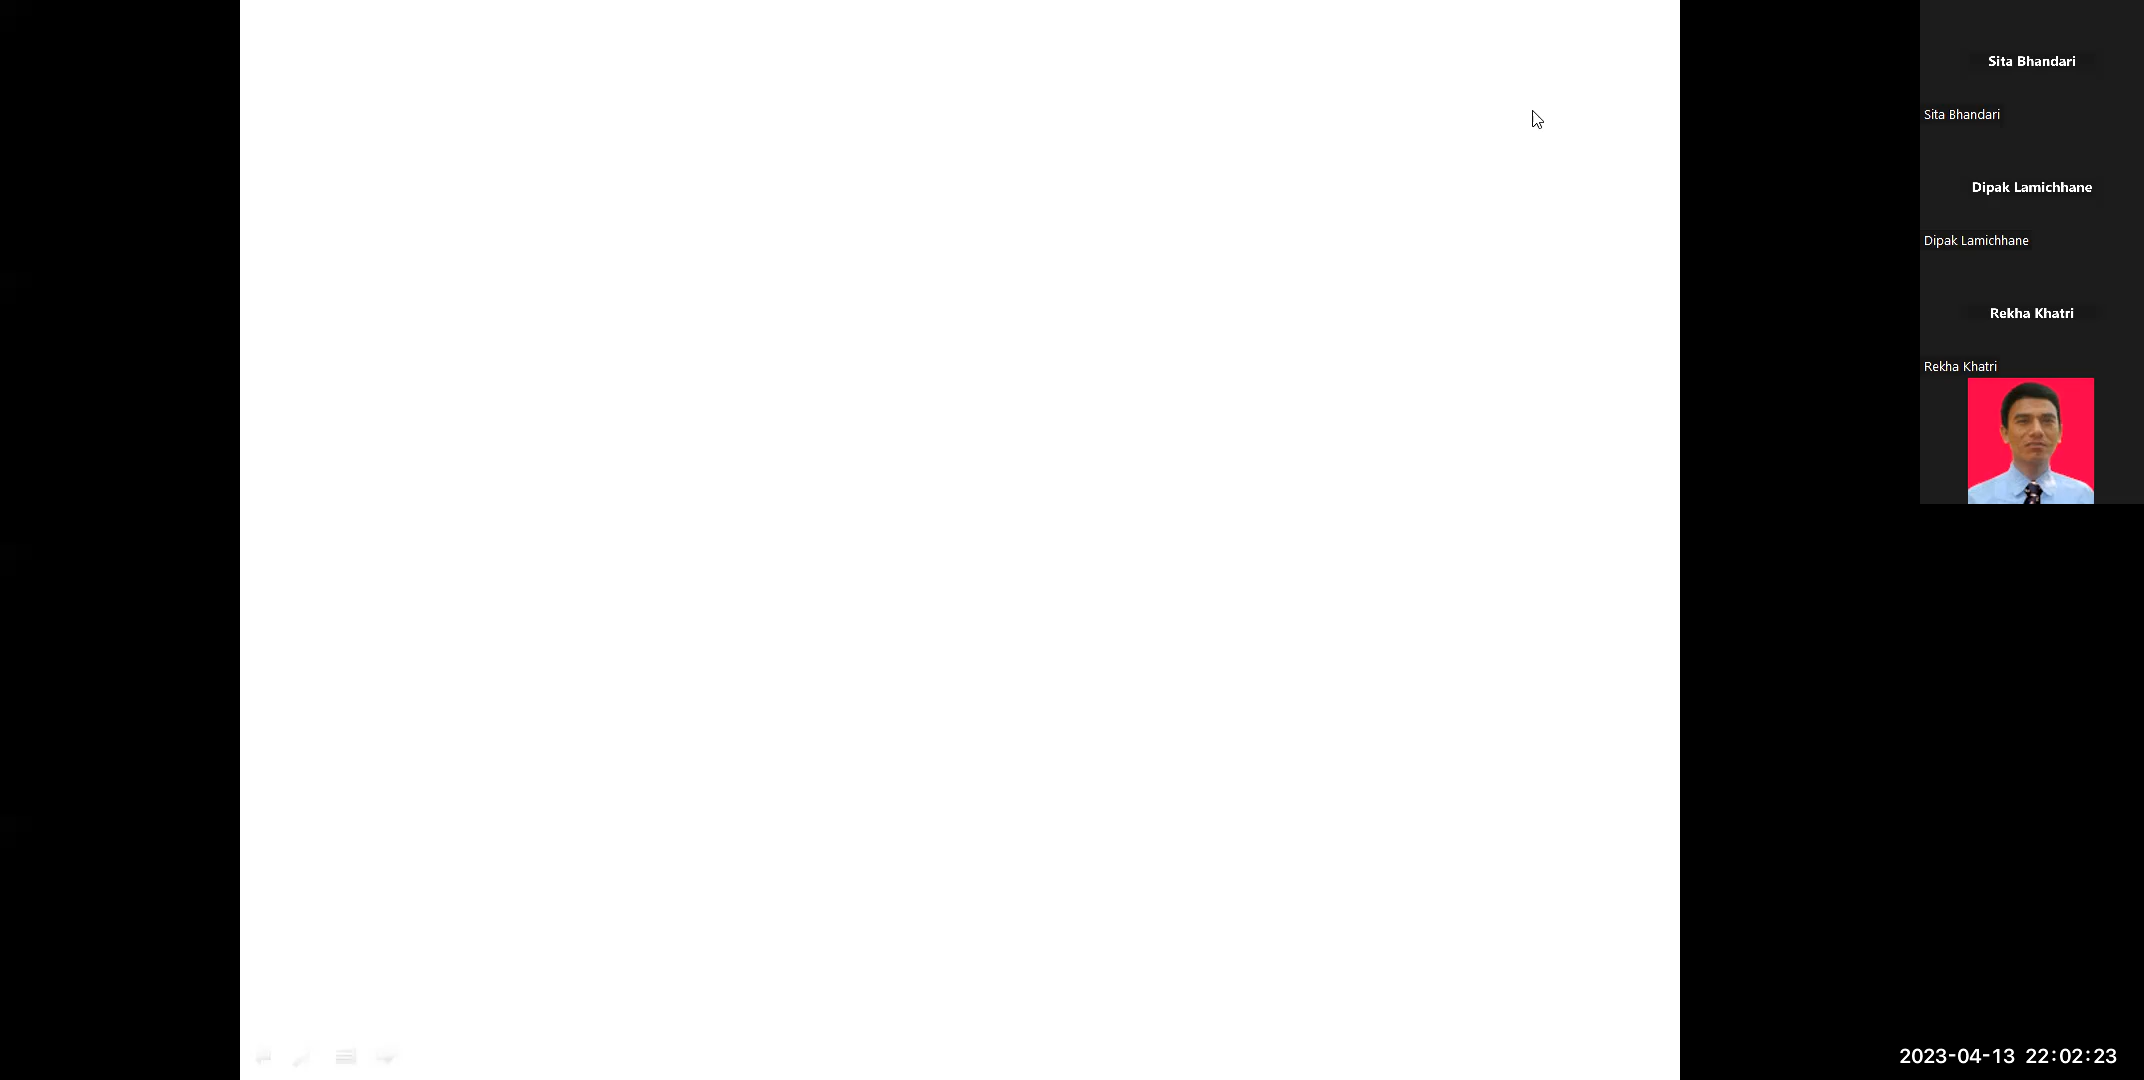 Sita Bhandari
Sita Bhandari
Dipak Lamichhane
Dipak Lamichhane
Rekha Khatri
Rekha Khatri
2023-04-13 22:02:23